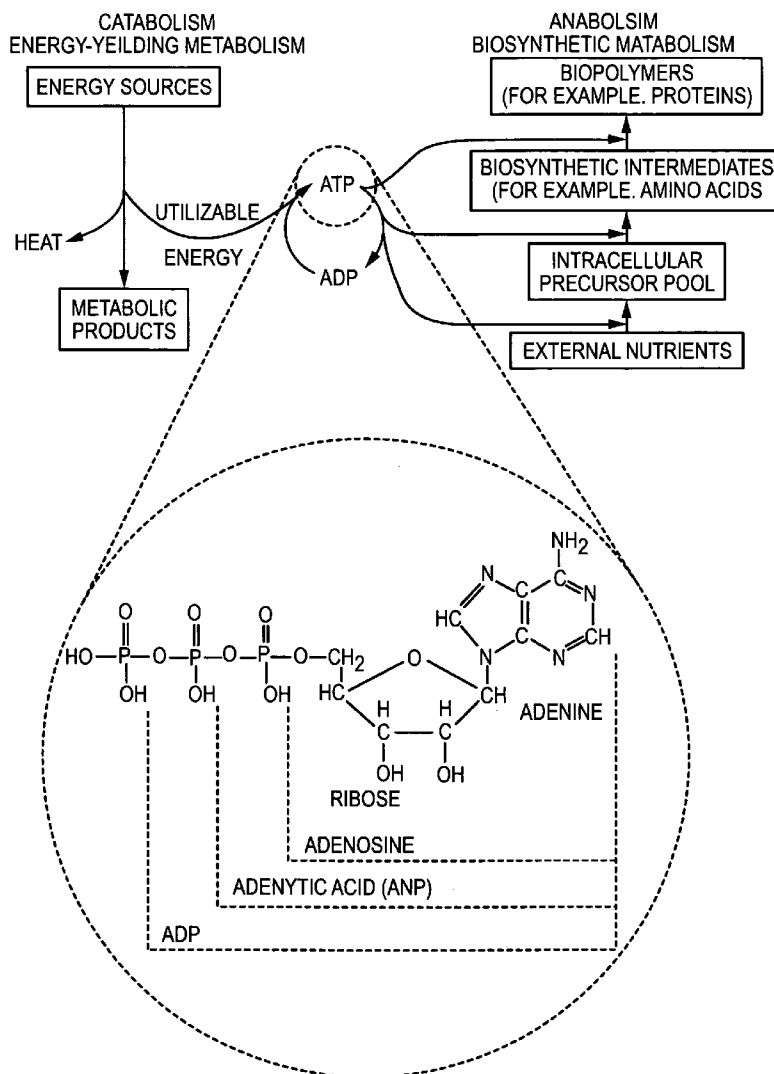 CATABOLISM
ENERGY-YEILDING METABOLISM
ENERGY SOURCES
HEAT
UTILIZABLE
ENERGY
METABOLIC
PRODUCTS
ATP
ADP
ANABOLSIM
BIOSYNTHETIC MATABOLISM
BIOPOLYMERS
(FOR EXAMPLE. PROTEINS)
BIOSYNTHETIC INTERMEDIATES
(FOR EXAMPLE. AMINO ACIDS
INTRACELLULAR
PRECURSOR POOL
EXTERNAL NUTRIENTS
NH2
N C N
HC C C CH
N N
O O O
HO-P-O-P-O-P-O-CH2 O
OH OH OH HC CH
H H
C C
OH OH
ADENINE
RIBOSE
ADENOSINE
ADENYTIC ACID (ANP)
ADP